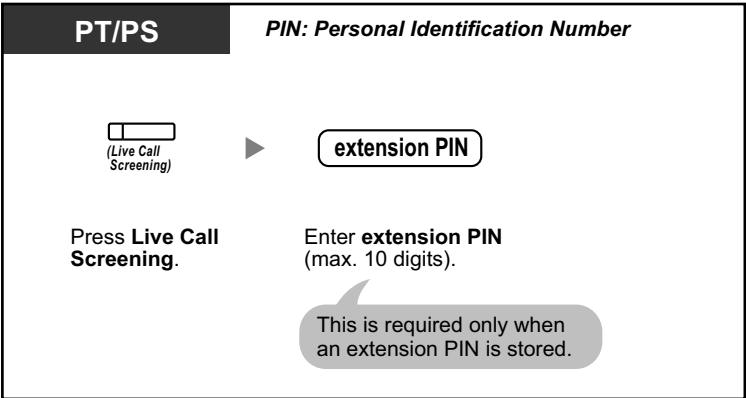 PT/PS
PIN: Personal Identification Number
(Live Call
Screening)
extension PIN
Press Live Call
Screening.
Enter extension PIN
(max. 10 digits).
This is required only when
an extension PIN is stored.